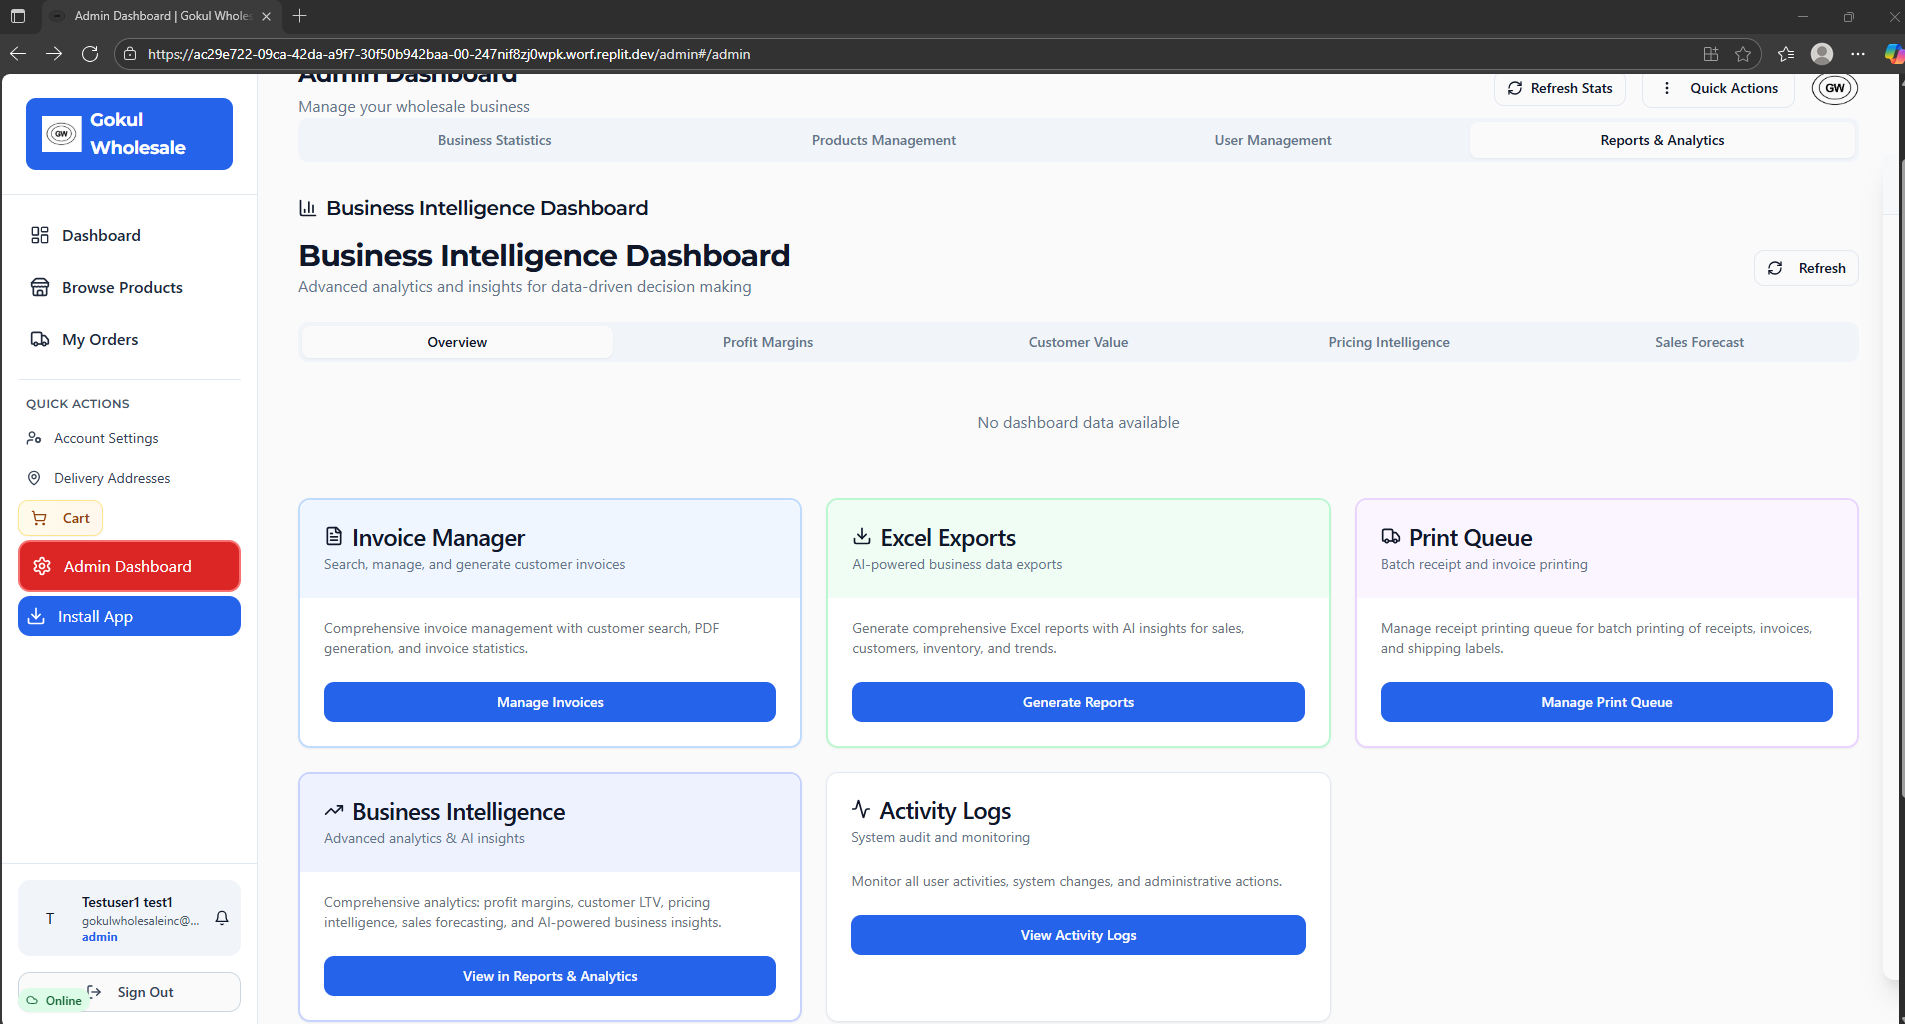 Admin Dashboard | Gokul Wholes
https://ac29e722-09ca-42da-a9f7-30f50b942baa-00-247nif8zj0wpk.worf.replit.dev/admin#/admin
GW
Gokul
Wholesale
Dashboard
Browse Products
My Orders
QUICK ACTIONS
Account Settings
Delivery Addresses
Cart
Admin Dashboard
Install App
T
Testuser1 test1
gokulwholesaleinc@...
admin
Online
Sign Out
Admin Dashboard
Manage your wholesale business
Refresh Stats
Quick Actions
GW
Business Statistics
Products Management
User Management
Reports & Analytics
Business Intelligence Dashboard
Business Intelligence Dashboard
Advanced analytics and insights for data-driven decision making
Refresh
Overview
Profit Margins
Customer Value
Pricing Intelligence
Sales Forecast
No dashboard data available
Invoice Manager
Search, manage, and generate customer invoices
Comprehensive invoice management with customer search, PDF
generation, and invoice statistics.
Manage Invoices
Excel Exports
AI-powered business data exports
Generate comprehensive Excel reports with AI insights for sales,
customers, inventory, and trends.
Generate Reports
Print Queue
Batch receipt and invoice printing
Manage receipt printing queue for batch printing of receipts, invoices,
and shipping labels.
Manage Print Queue
Business Intelligence
Advanced analytics & AI insights
Comprehensive analytics: profit margins, customer LTV, pricing
intelligence, sales forecasting, and AI-powered business insights.
View in Reports & Analytics
Activity Logs
System audit and monitoring
Monitor all user activities, system changes, and administrative actions.
View Activity Logs